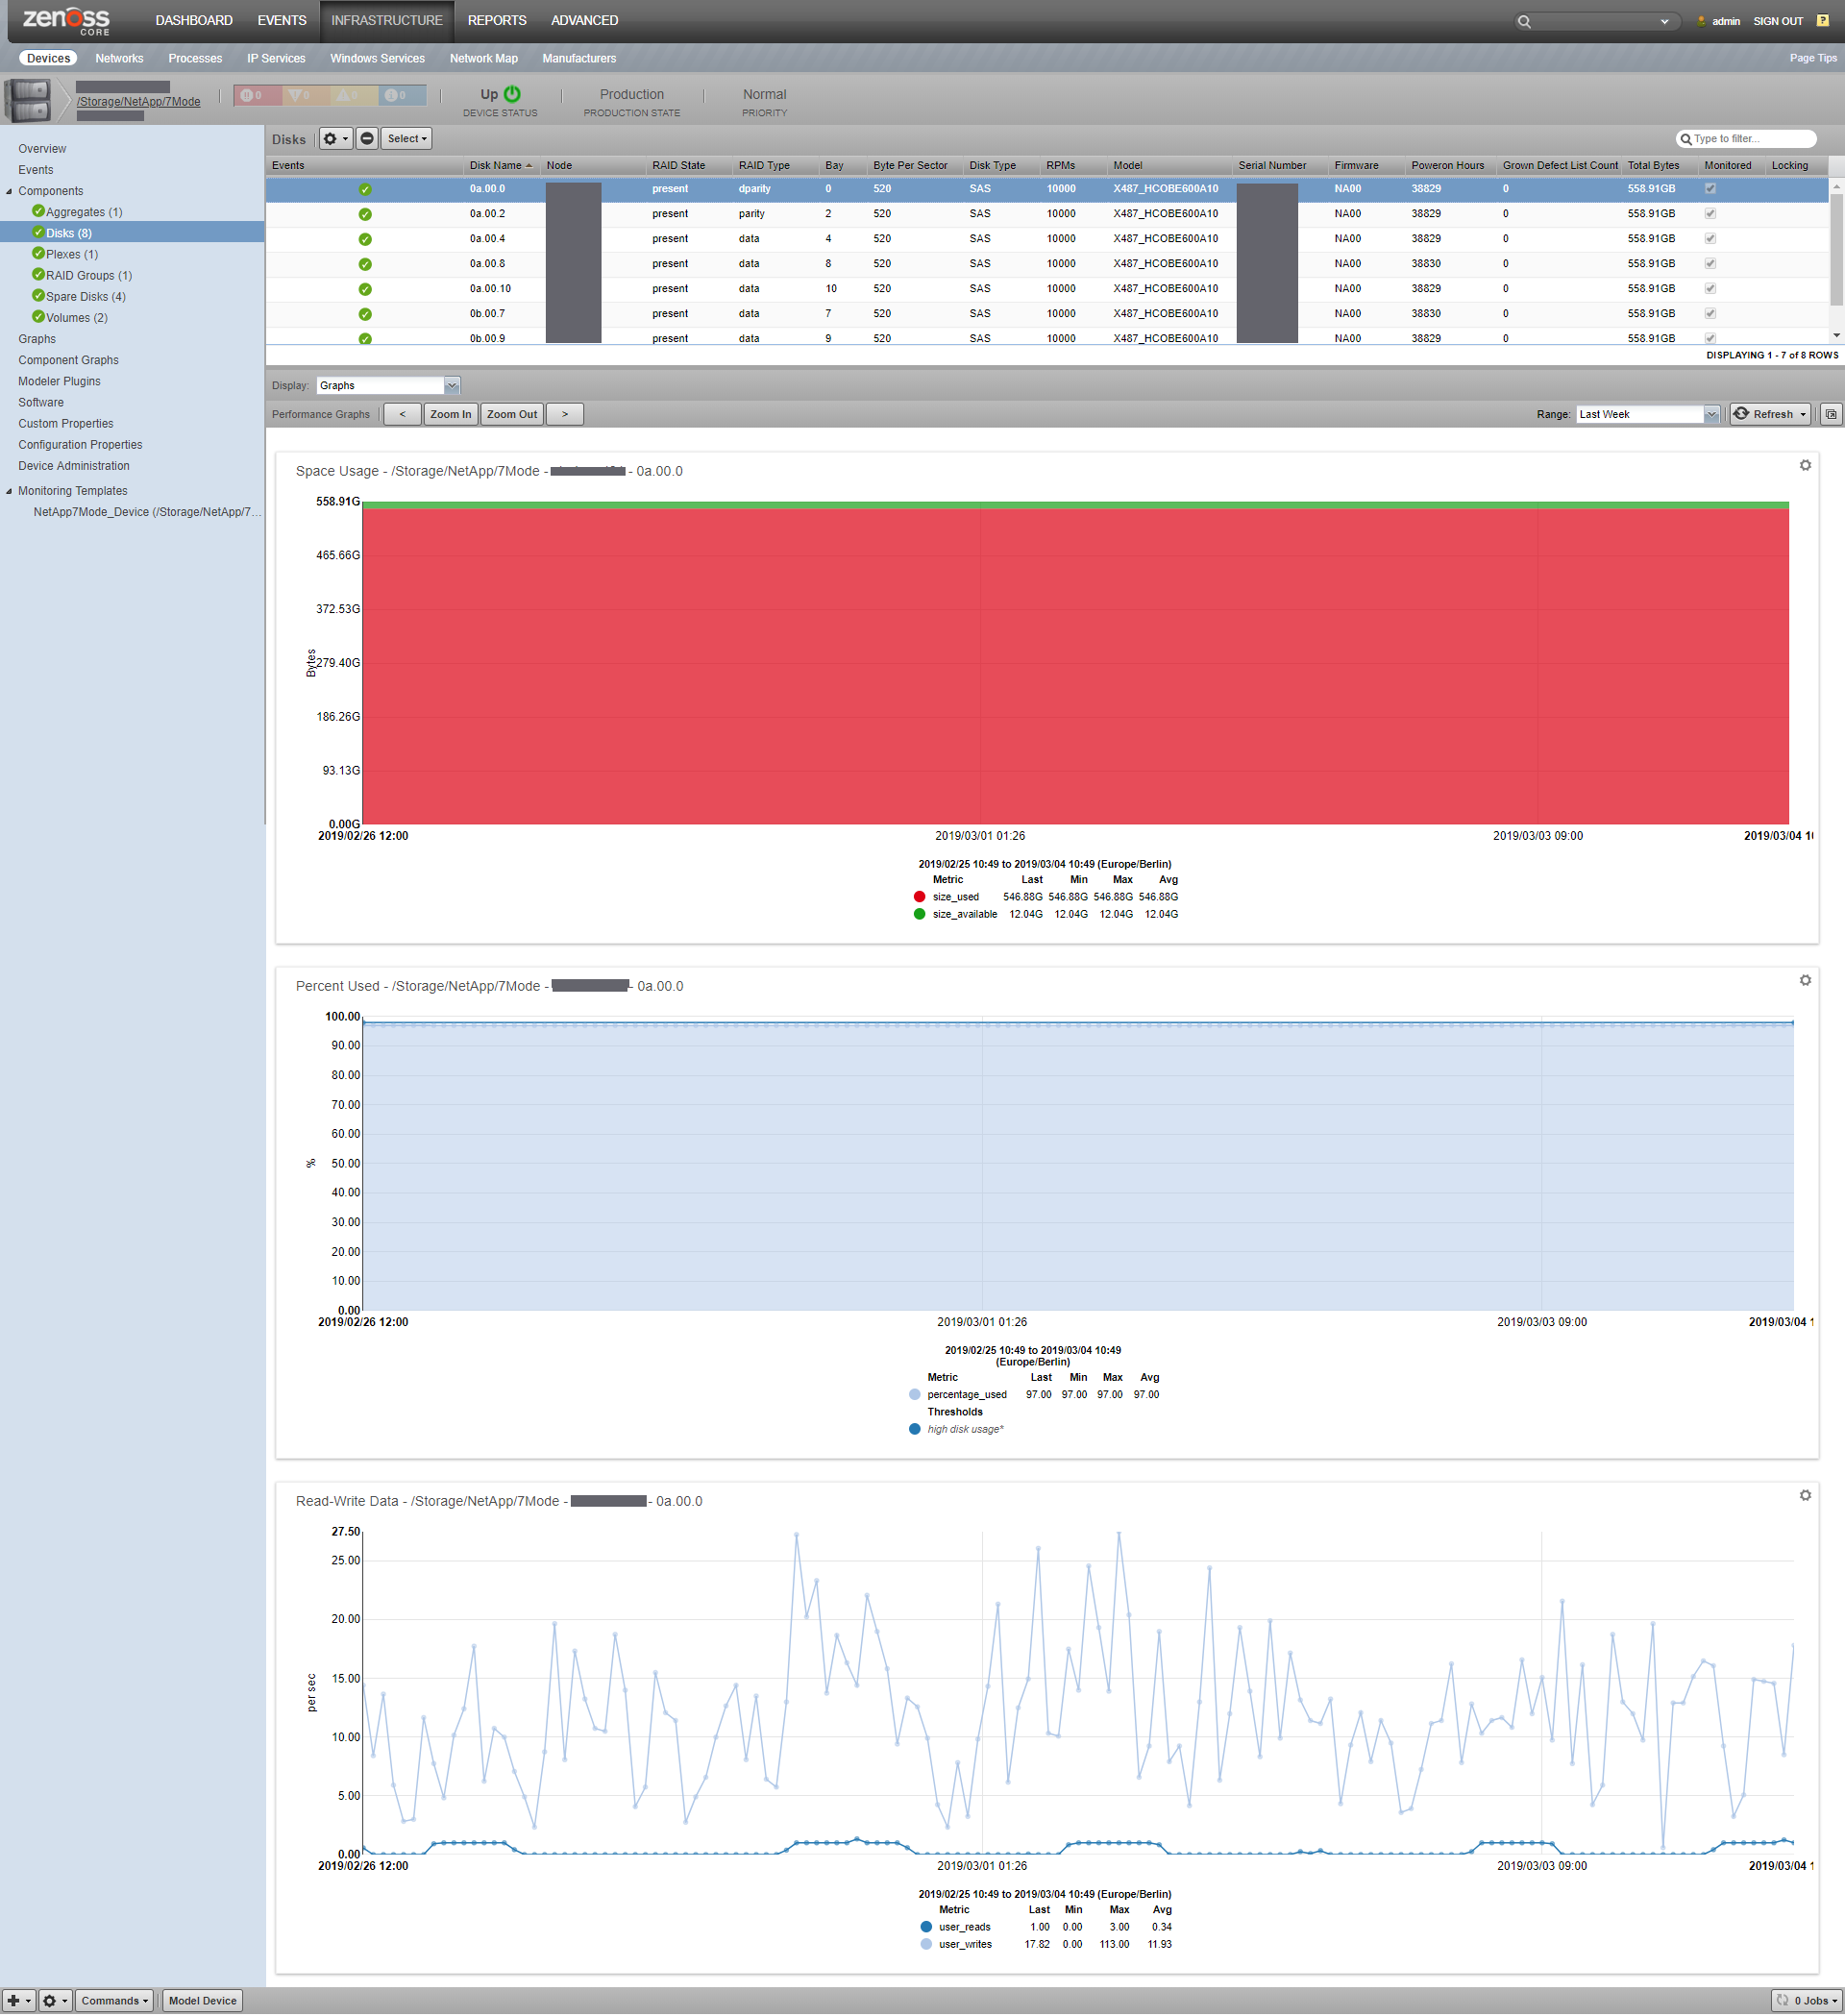 zenoss CORE DASHBOARD EVENTS INFRASTRUCTURE REPORTS ADVANCED admin SIGN OUT ?
Devices Networks Processes IP Services Windows Services Network Map Manufacturers Page Tips
/Storage/NetApp/7Mode 0 0 0 0 Up Production Normal
DEVICE STATUS PRODUCTION STATE PRIORITY
Overview
Events
Components
Aggregates (1)
Disks (8)
Plexes (1)
RAID Groups (1)
Spare Disks (4)
Volumes (2)
Graphs
Component Graphs
Modeler Plugins
Software
Custom Properties
Configuration Properties
Device Administration
Monitoring Templates
NetApp7Mode_Device (/Storage/NetApp/7...
Disks Select Type to filter...
Events Disk Name Node RAID State RAID Type Bay Byte Per Sector Disk Type RPMs Model Serial Number Firmware Poweron Hours Grown Defect List Count Total Bytes Monitored Locking
0a.00.0 present dparity 0 520 SAS 10000 X487_HCOBE600A10 NA00 38829 0 558.91GB
0a.00.2 present parity 2 520 SAS 10000 X487_HCOBE600A10 NA00 38829 0 558.91GB
0a.00.4 present data 4 520 SAS 10000 X487_HCOBE600A10 NA00 38829 0 558.91GB
0a.00.8 present data 8 520 SAS 10000 X487_HCOBE600A10 NA00 38830 0 558.91GB
0a.00.10 present data 10 520 SAS 10000 X487_HCOBE600A10 NA00 38829 0 558.91GB
0b.00.7 present data 7 520 SAS 10000 X487_HCOBE600A10 NA00 38830 0 558.91GB
0b.00.9 present data 9 520 SAS 10000 X487_HCOBE600A10 NA00 38829 0 558.91GB
DISPLAYING 1 - 7 of 8 ROWS
Display: Graphs
Performance Graphs < Zoom In Zoom Out > Range: Last Week Refresh
Space Usage - /Storage/NetApp/7Mode - - 0a.00.0
558.91G
465.66G
372.53G
279.40G
186.26G
93.13G
0.00G
Bytes
2019/02/26 12:00 2019/03/01 01:26 2019/03/03 09:00 2019/03/04 10
2019/02/25 10:49 to 2019/03/04 10:49 (Europe/Berlin)
Metric Last Min Max Avg
size_used 546.88G 546.88G 546.88G 546.88G
size_available 12.04G 12.04G 12.04G 12.04G
Percent Used - /Storage/NetApp/7Mode - - 0a.00.0
100.00
90.00
80.00
70.00
60.00
50.00
40.00
30.00
20.00
10.00
0.00
%
2019/02/26 12:00 2019/03/01 01:26 2019/03/03 09:00 2019/03/04 1
2019/02/25 10:49 to 2019/03/04 10:49
(Europe/Berlin)
Metric Last Min Max Avg
percentage_used 97.00 97.00 97.00 97.00
Thresholds
high disk usage*
Read-Write Data - /Storage/NetApp/7Mode - - 0a.00.0
27.50
25.00
20.00
15.00
10.00
5.00
0.00
per sec
2019/02/26 12:00 2019/03/01 01:26 2019/03/03 09:00 2019/03/04 1
2019/02/25 10:49 to 2019/03/04 10:49 (Europe/Berlin)
Metric Last Min Max Avg
user_reads 1.00 0.00 3.00 0.34
user_writes 17.82 0.00 113.00 11.93
Commands Model Device 0 Jobs